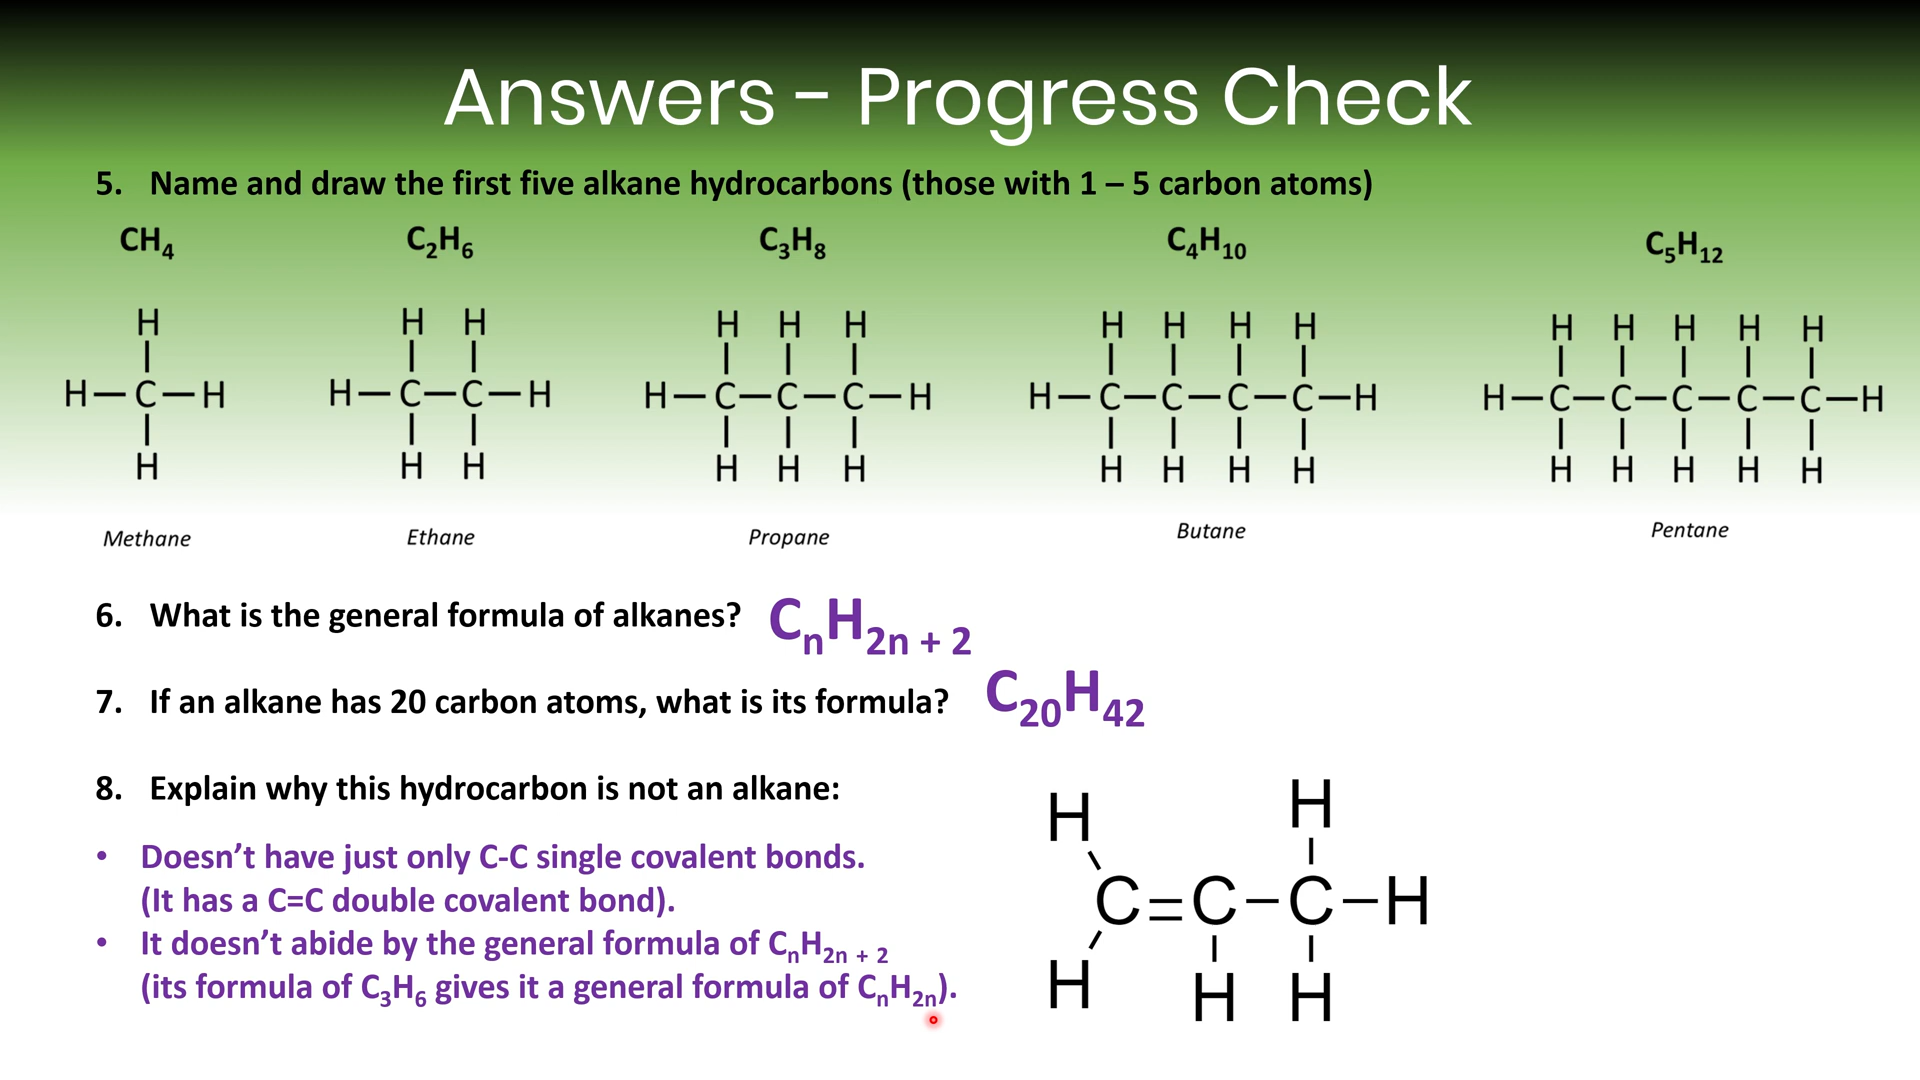 Answers - Progress Check
5. Name and draw the first five alkane hydrocarbons (those with 1 – 5 carbon atoms)
CH₄ C₂H₆ C₃H₈ C₄H₁₀ C₅H₁₂
H H H H H H H H H H H H H H H
H–C–H H–C–C–H H–C–C–C–H H–C–C–C–C–H H–C–C–C–C–C–H
H H H H H H H H H H H H H H H
Methane Ethane Propane Butane Pentane
6. What is the general formula of alkanes? CₙH₂ₙ ₊ ₂
7. If an alkane has 20 carbon atoms, what is its formula? C₂₀H₄₂
8. Explain why this hydrocarbon is not an alkane:
• Doesn’t have just only C-C single covalent bonds.
(It has a C=C double covalent bond).
• It doesn’t abide by the general formula of CₙH₂ₙ ₊ ₂
(its formula of C₃H₆ gives it a general formula of CₙH₂ₙ).
H H
C=C–C–H
H H H